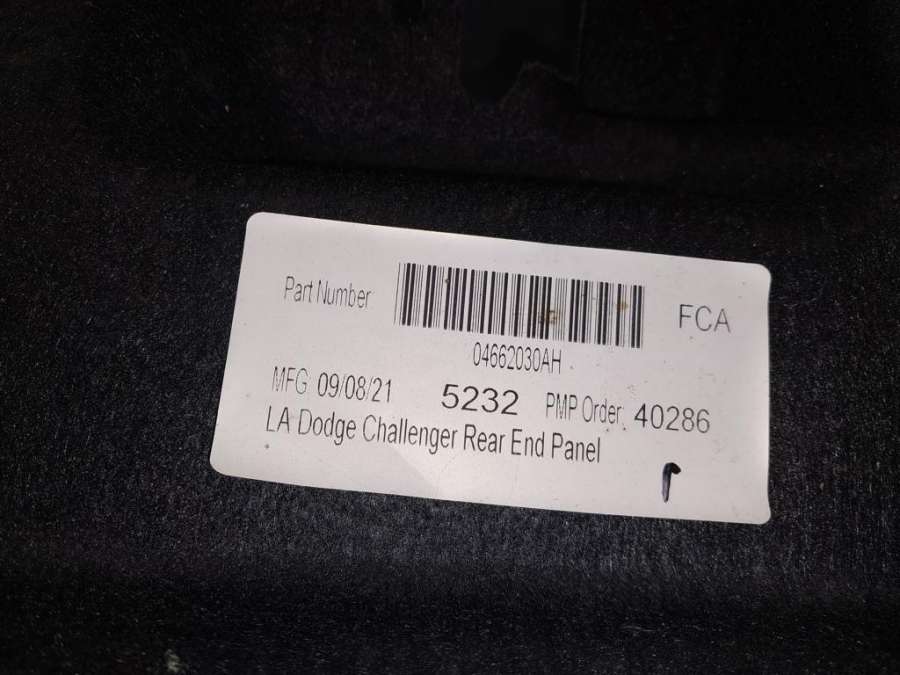 Part Number
FCA
04662030AH
MFG 09/08/21 5232 PMP Order: 40286
LA Dodge Challenger Rear End Panel